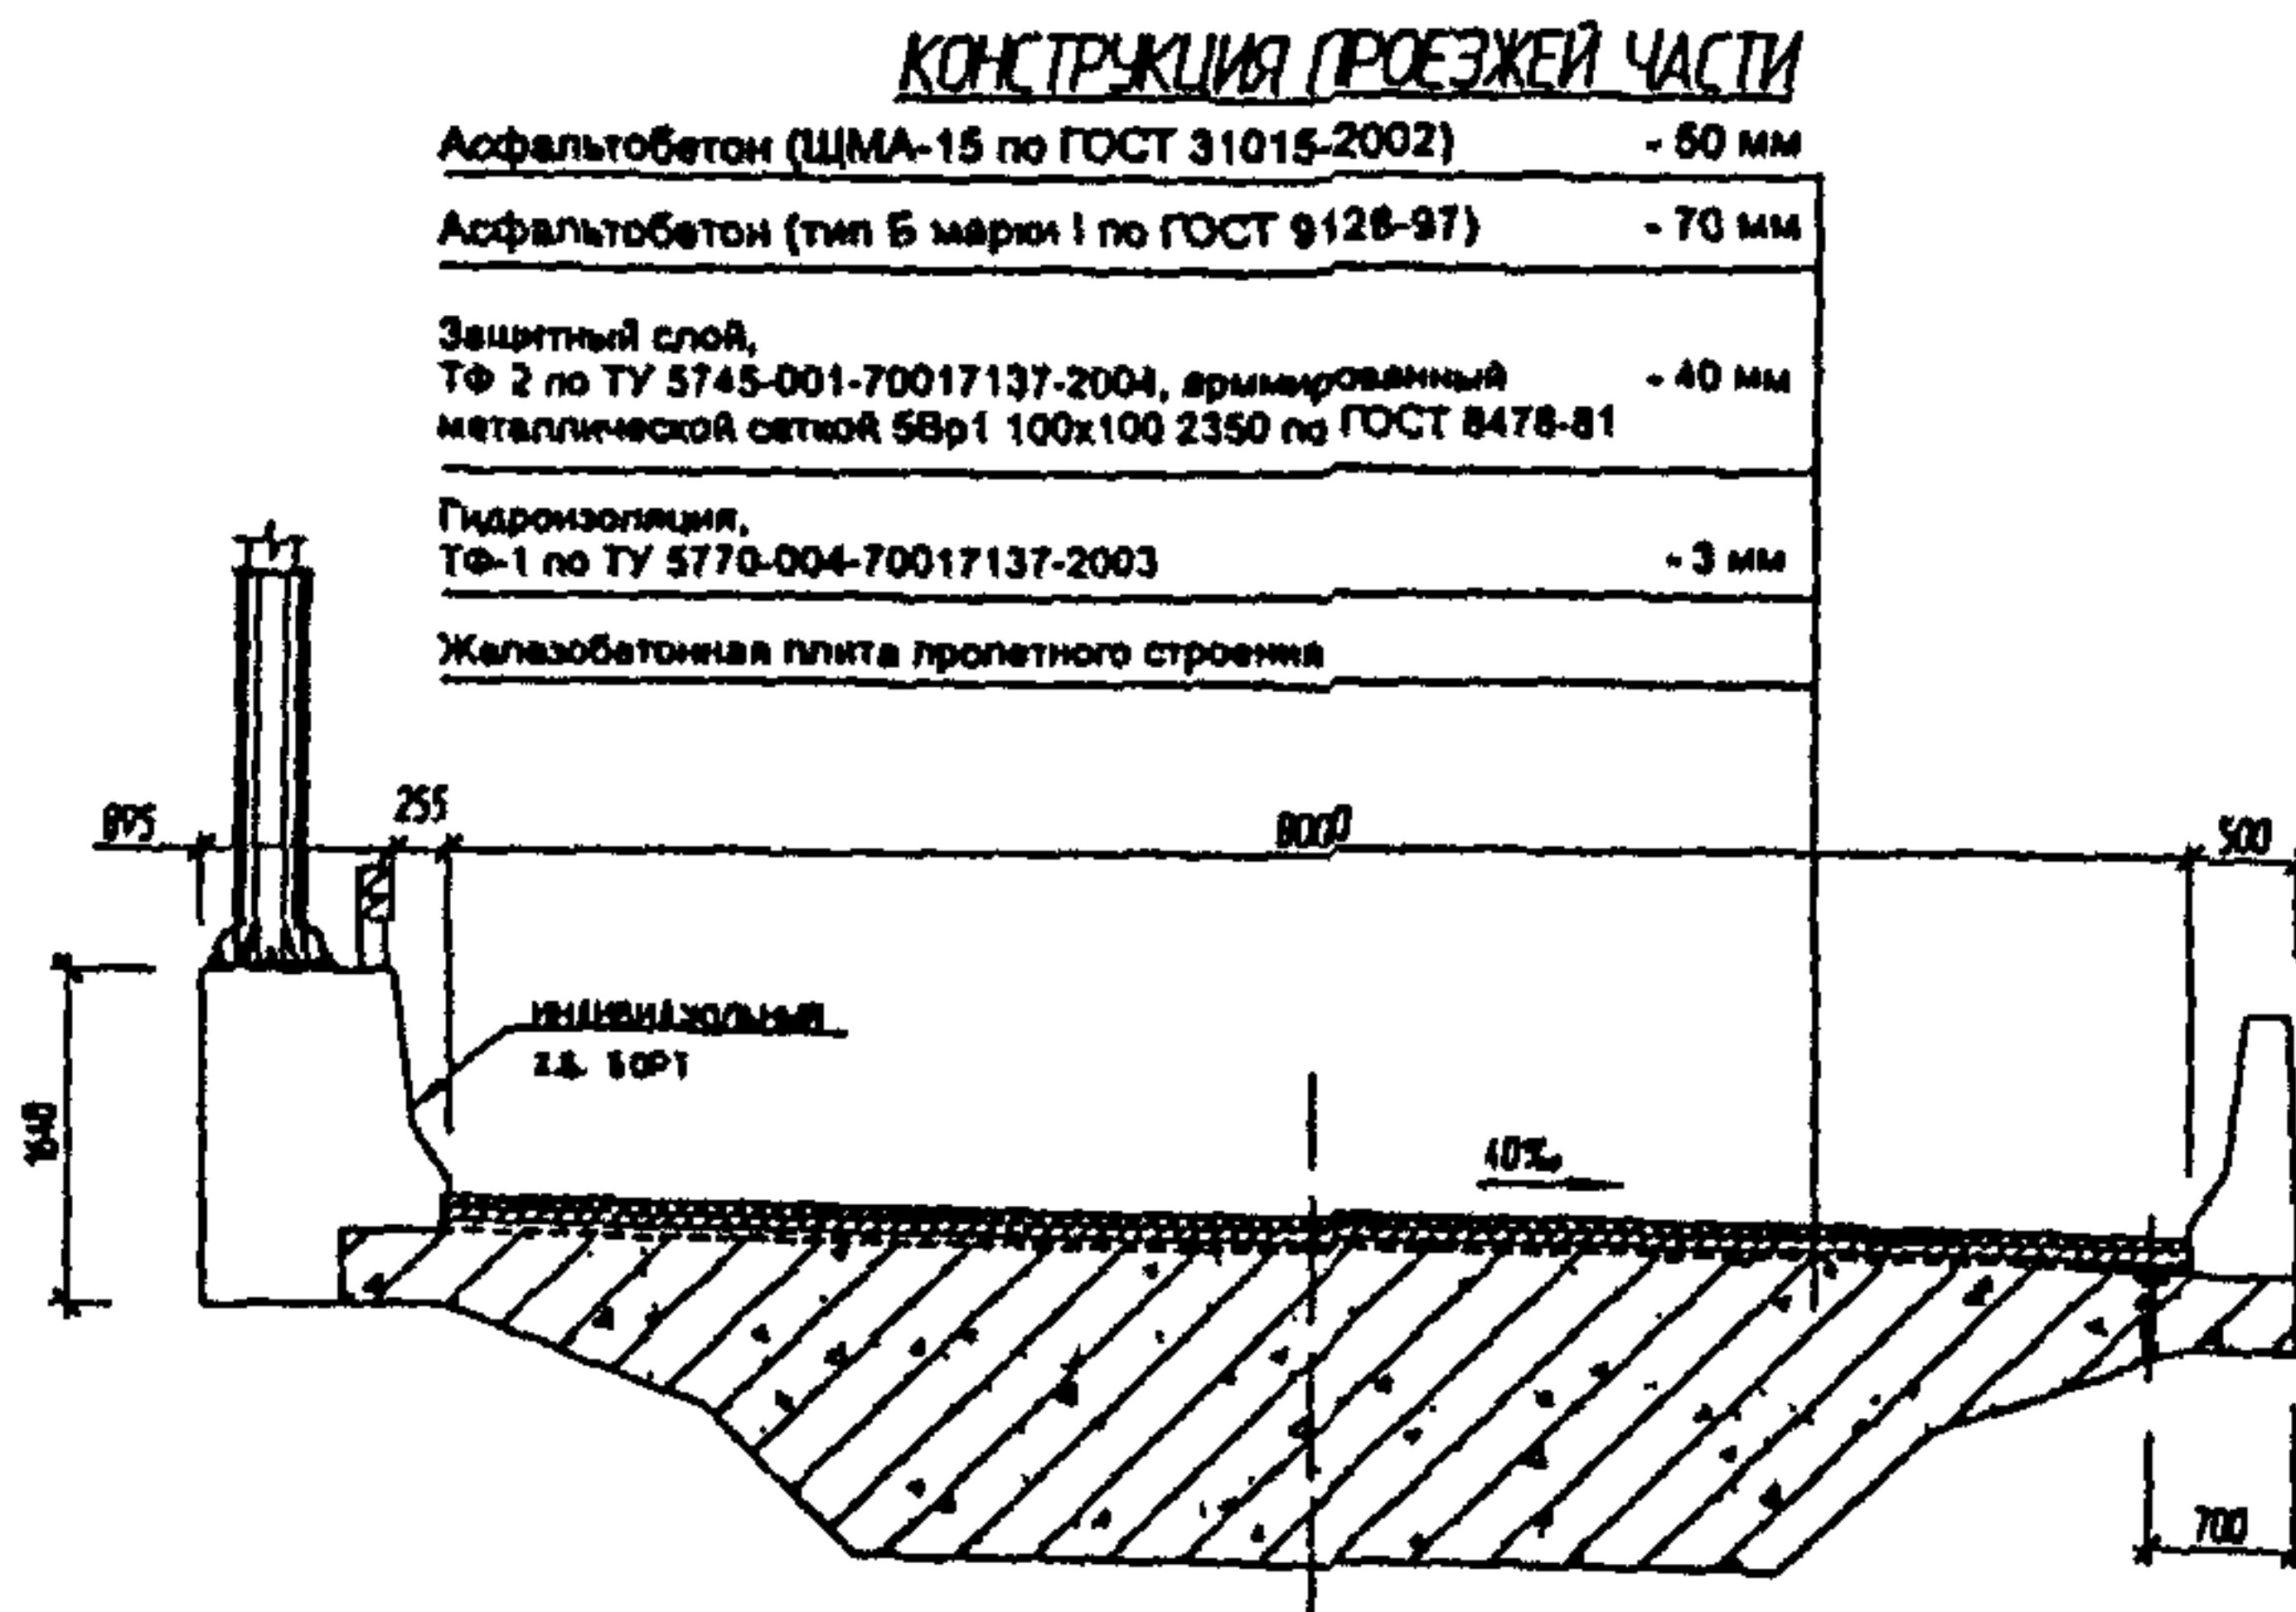 КОНСТРУКЦИЯ ПРОЕЗЖЕЙ ЧАСТИ
Асфальтобетон (ЩМА-15 по ГОСТ 31015-2002) - 50 мм
Асфальтобетон (тип Б марки I по ГОСТ 9128-97) - 70 мм
Защитный слой,
ТФ 2 по ТУ 5745-001-70017137-2004, армированный - 40 мм
металлической сеткой 5Вр1 100х100 2350 по ГОСТ 8478-81
Гидроизоляция,
ТФ-1 по ТУ 5770-004-70017137-2003 - 3 мм
Железобетонная плита пролетного строения
895
255
8000
500
ИНДИВИДУАЛЬНЫЙ
Ж.Б. БОРТ
1640
40‰
700